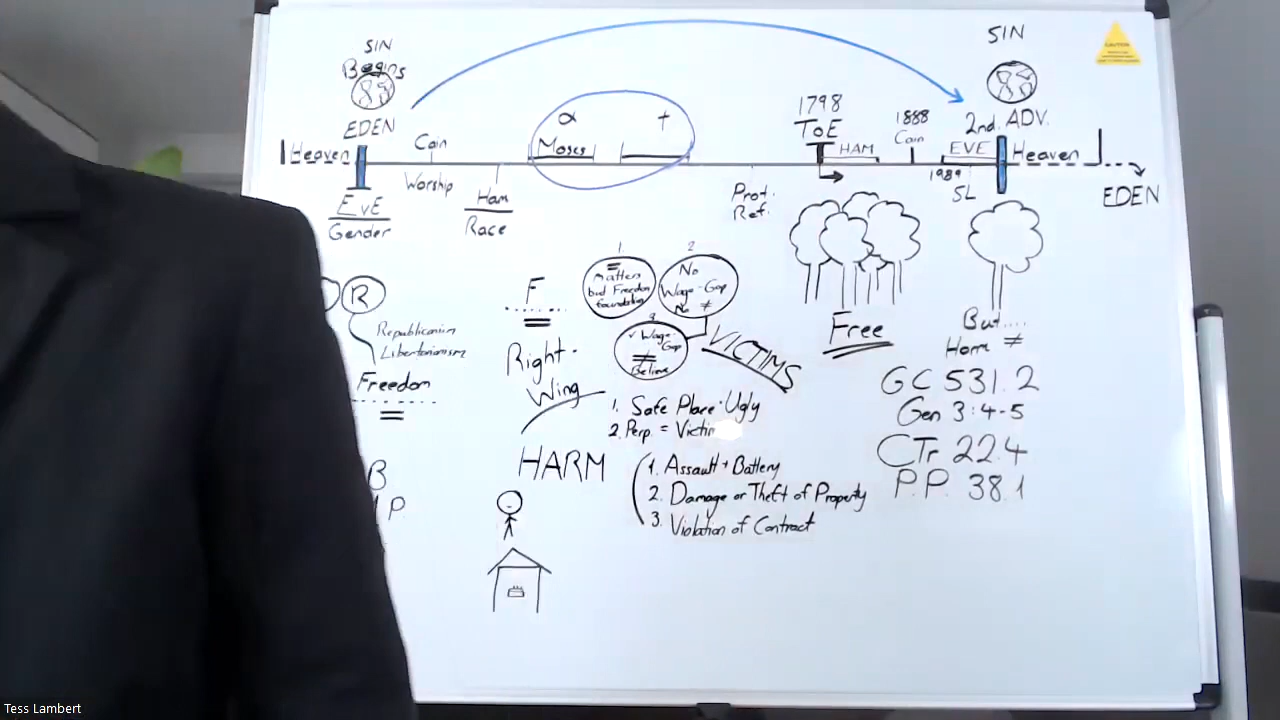 SIN
Begins
EDEN
Heaven
EvE
Gender
Cain
Worship
Ham
Race
α
Moses
+
Prot.
Ref.
1798
ToE
HAM
1888
Cain
SIN
2nd. ADV.
EVE
1989
SL
Heaven
EDEN
R
Republicanism
Libertarianism
Freedom
=
B
P
F
=
Right-
Wing
HARM
1.
=
Matters
but Freedom
foundation
2
No
Wage-Gap
No ≠
3
✓ Wage
Gap
≠
Believe
VICTIMS
1. Safe Place · Ugly
2. Perp. = Victim
1. Assault + Battery
2. Damage or Theft of Property
3. Violation of Contract
Free
But....
Hom ≠
GC 531.2
Gen 3:4-5
CTr 22.4
P.P. 38.1
CAUTION
Tess Lambert